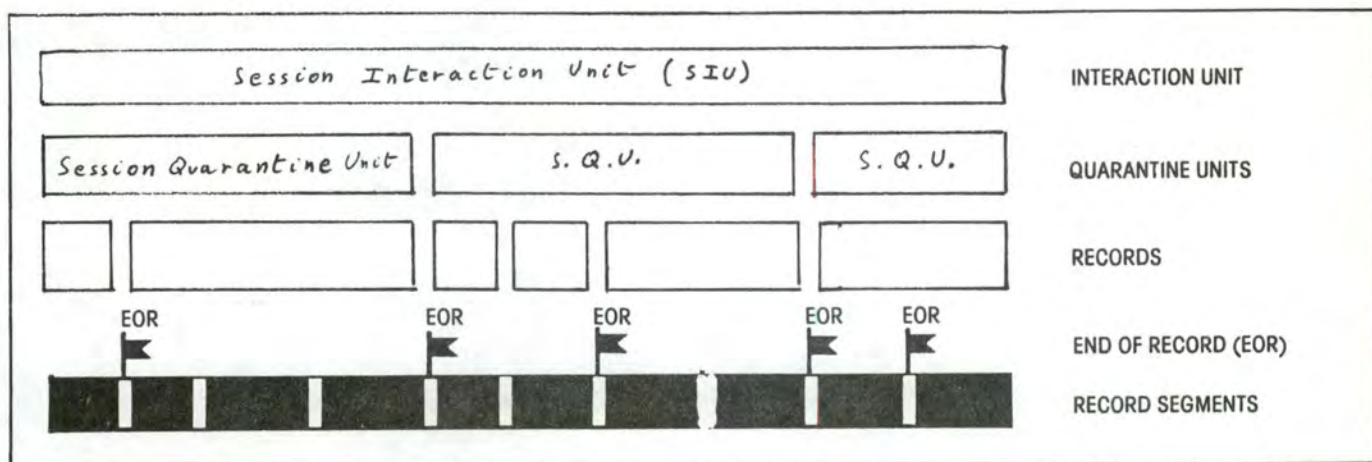 Session Interaction Unit (SIU) INTERACTION UNIT
Session Quarantine Unit S. Q. U. S. Q. U. QUARANTINE UNITS
RECORDS
EOR EOR EOR EOR EOR END OF RECORD (EOR)
RECORD SEGMENTS